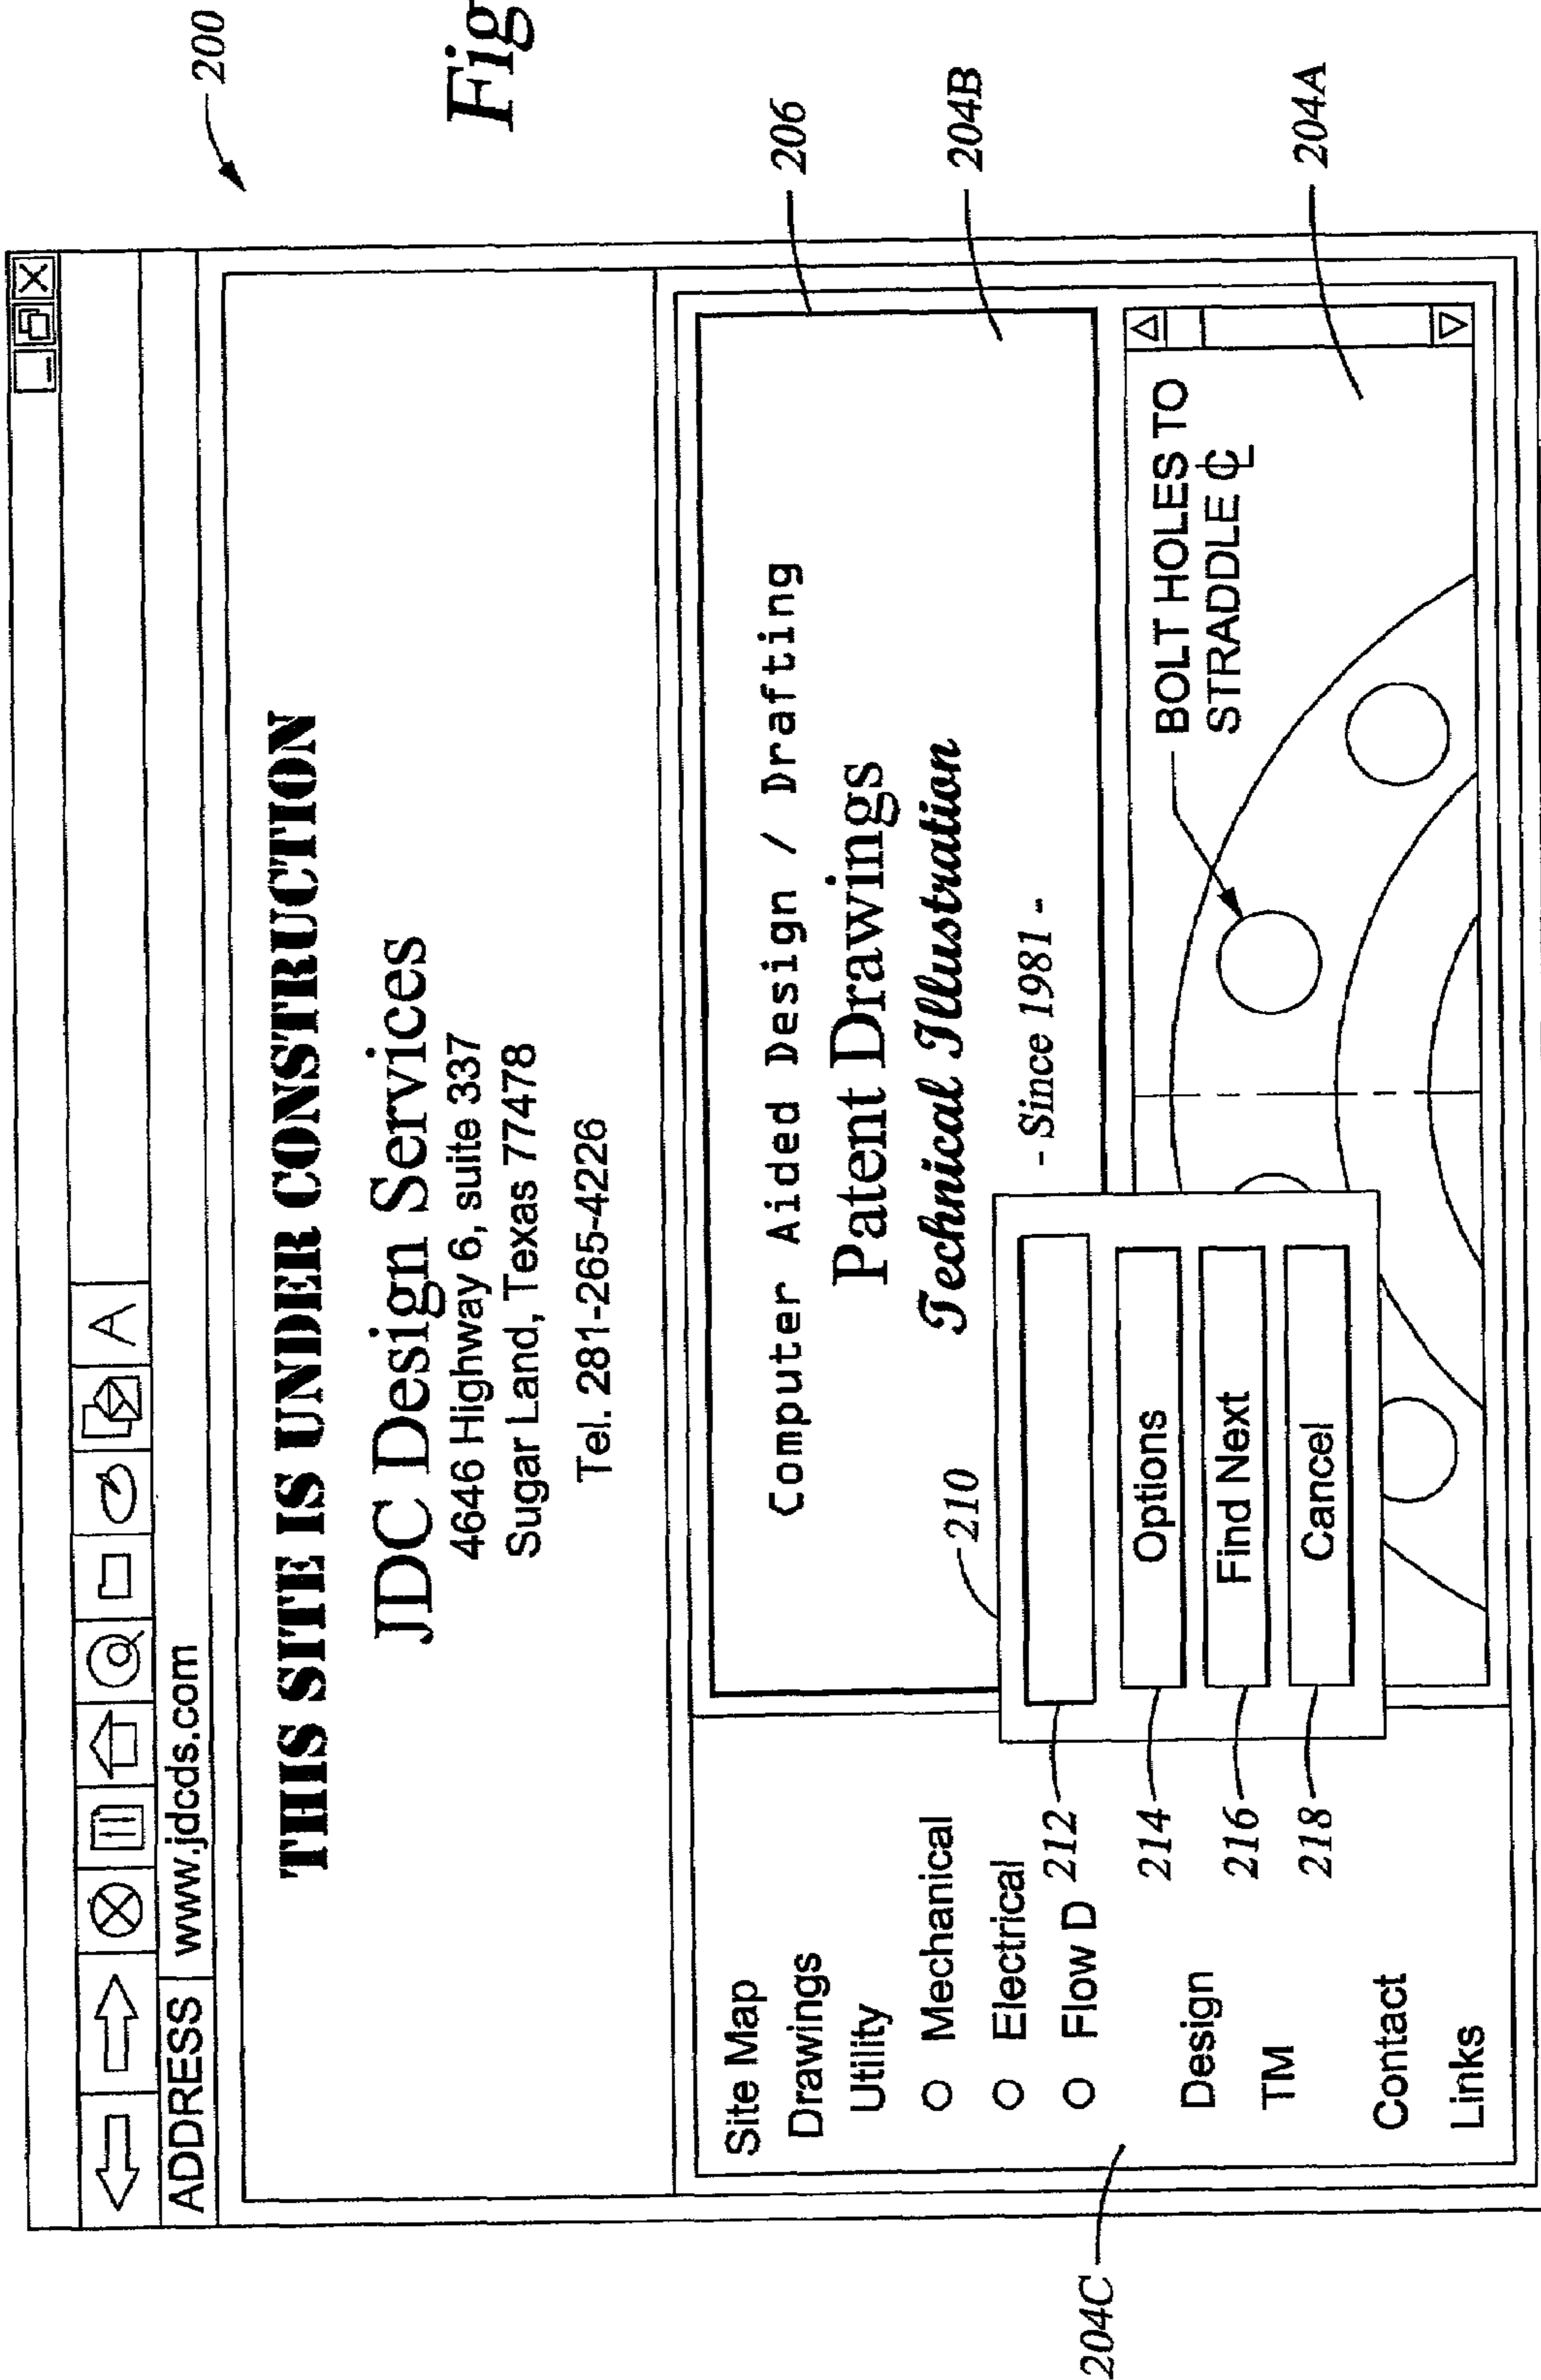 200
Fig
ADDRESS www.jdcds.com
THIS SITE IS UNDER CONSTRUCTION
JDC Design Services
4646 Highway 6, suite 337
Sugar Land, Texas 77478
Tel. 281-265-4226
Site Map
Drawings
Utility
Mechanical
Electrical
Flow D
Design
TM
Contact
Links
204C
Computer Aided Design / Drafting
Patent Drawings
Technical Illustration
- Since 1981 -
206
204B
210
212
214
Options
216
Find Next
218
Cancel
BOLT HOLES TO
STRADDLE ℄
204A
A